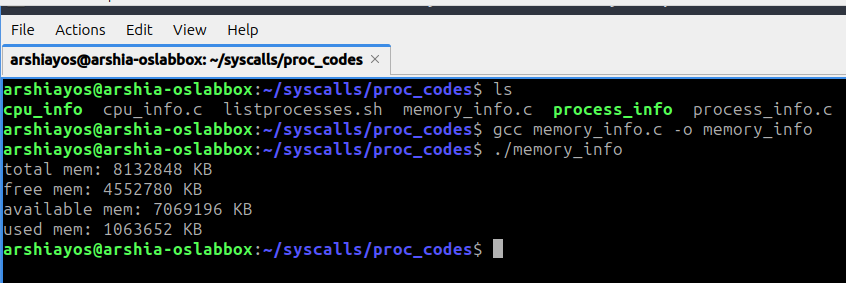 File Actions Edit View Help
arshiayos@arshia-oslabbox: ~/syscalls/proc_codes ×
arshiayos@arshia-oslabbox:~/syscalls/proc_codes$ ls
cpu_info cpu_info.c listprocesses.sh memory_info.c process_info process_info.c
arshiayos@arshia-oslabbox:~/syscalls/proc_codes$ gcc memory_info.c -o memory_info
arshiayos@arshia-oslabbox:~/syscalls/proc_codes$ ./memory_info
total mem: 8132848 KB
free mem: 4552780 KB
available mem: 7069196 KB
used mem: 1063652 KB
arshiayos@arshia-oslabbox:~/syscalls/proc_codes$